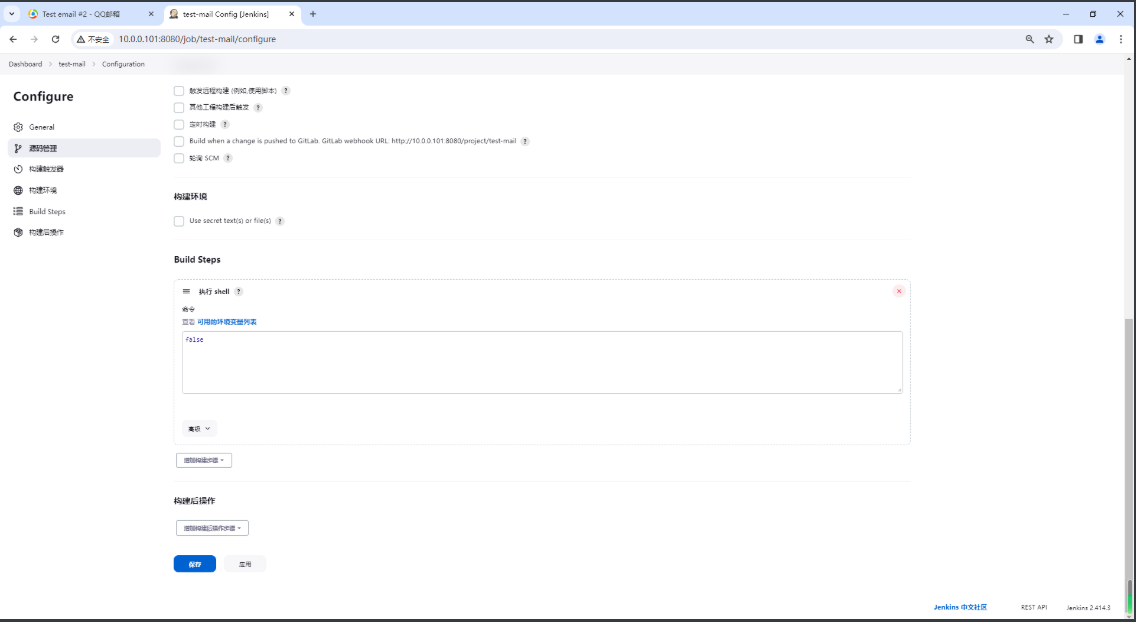 Test email #2 - QQ邮箱
test-mail Config [Jenkins]
不安全 10.0.0.101:8080/job/test-mail/configure
Dashboard > test-mail > Configuration
Configure
General
源码管理
构建触发器
构建环境
Build Steps
构建后操作
触发远程构建 (例如,使用脚本) ?
其他工程构建后触发 ?
定时构建 ?
Build when a change is pushed to GitLab. GitLab webhook URL: http://10.0.0.101:8080/project/test-mail ?
轮询 SCM ?
构建环境
Use secret text(s) or file(s) ?
Build Steps
执行 shell ?
命令
查看 可用的环境变量列表
false
高级
增加构建步骤
构建后操作
增加构建后操作步骤
保存 应用
Jenkins 中文社区 REST API Jenkins 2.414.3